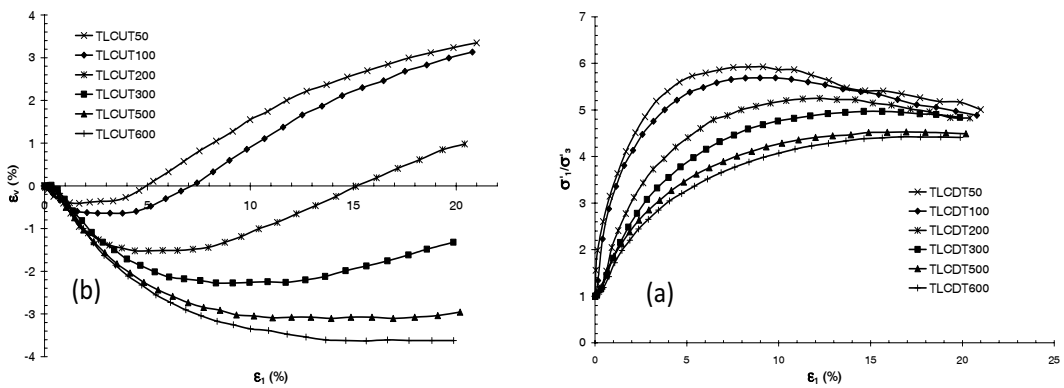 4
3
2
1
0
-1
-2
-3
-4
εv (%)
TLCUT50
TLCUT100
TLCUT200
TLCUT300
TLCUT500
TLCUT600
0 5 10 15 20
ε1 (%)
(b)
7
6
5
4
3
2
1
0
σ'1/σ'3
TLCDT50
TLCDT100
TLCDT200
TLCDT300
TLCDT500
TLCDT600
(a)
0 5 10 15 20 25
ε1 (%)